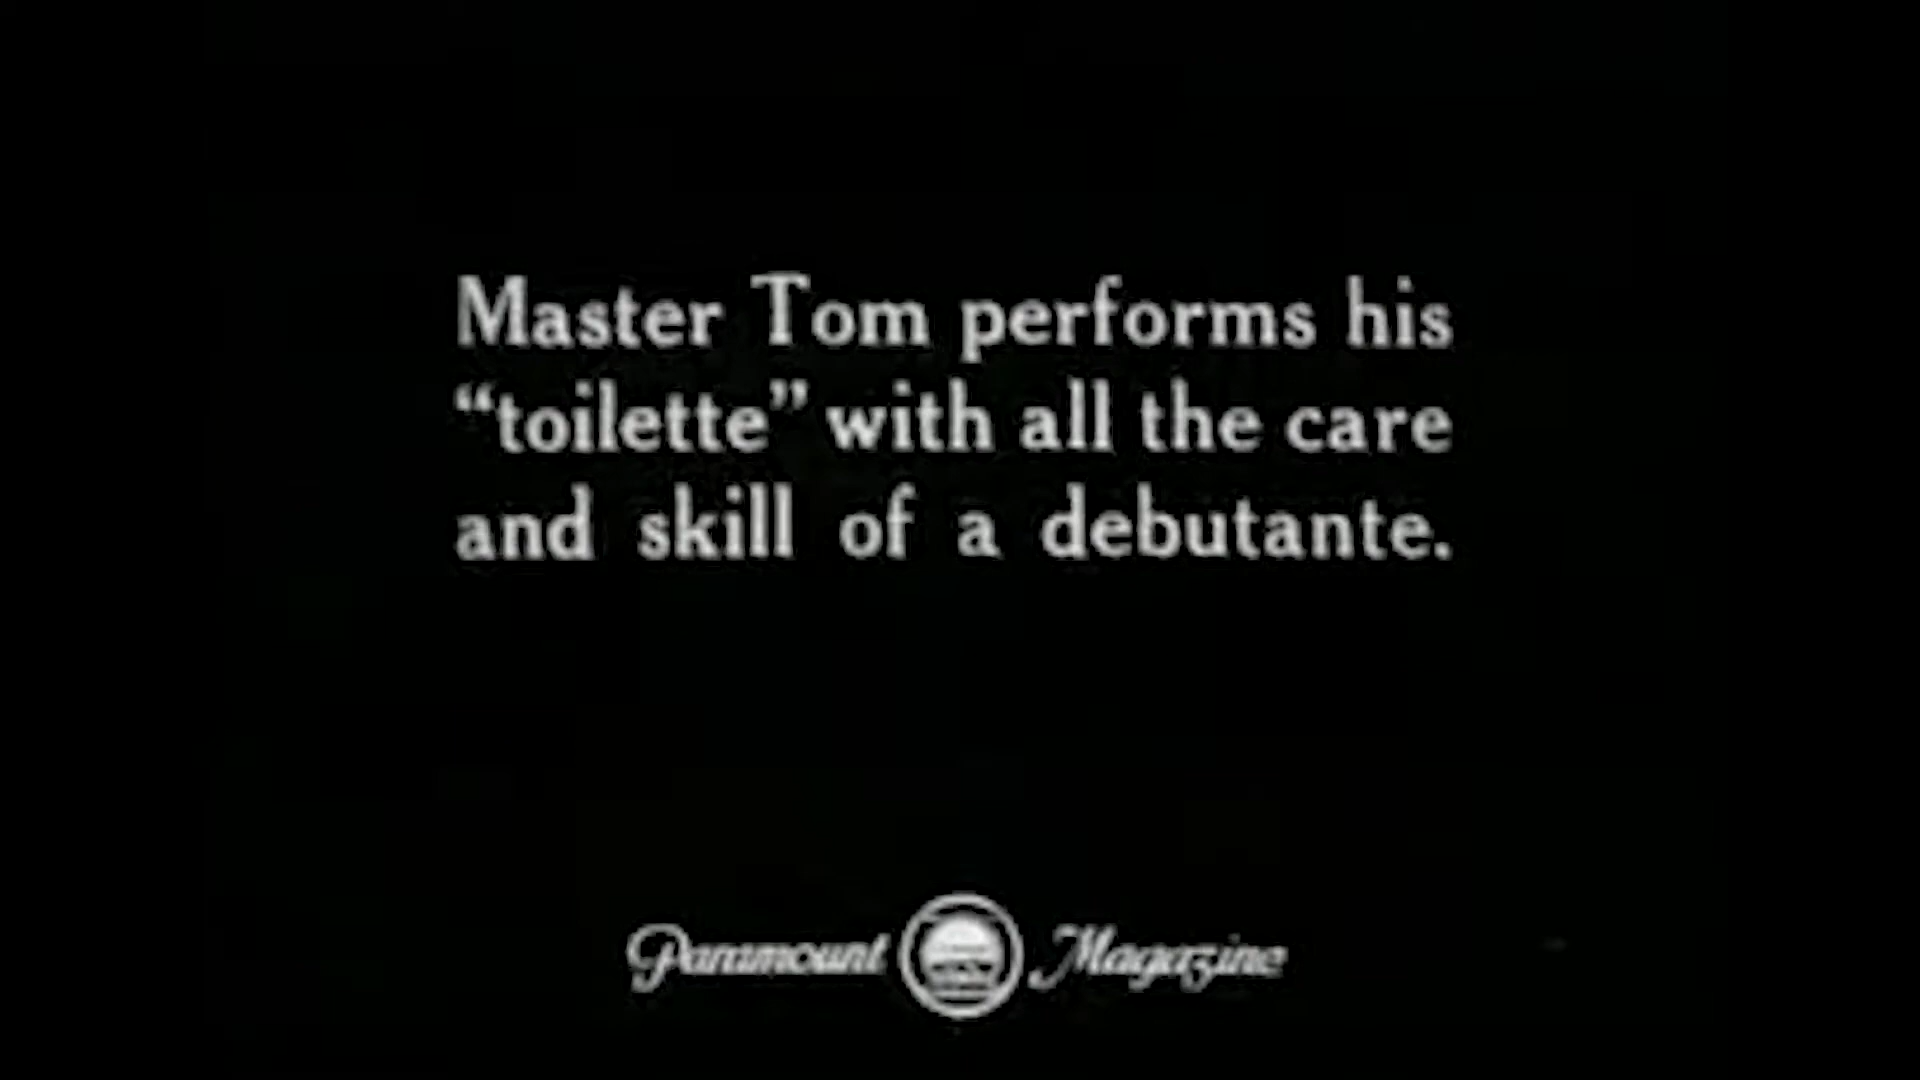 Master Tom performs his
“toilette” with all the care
and skill of a debutante.
Paramount Magazine